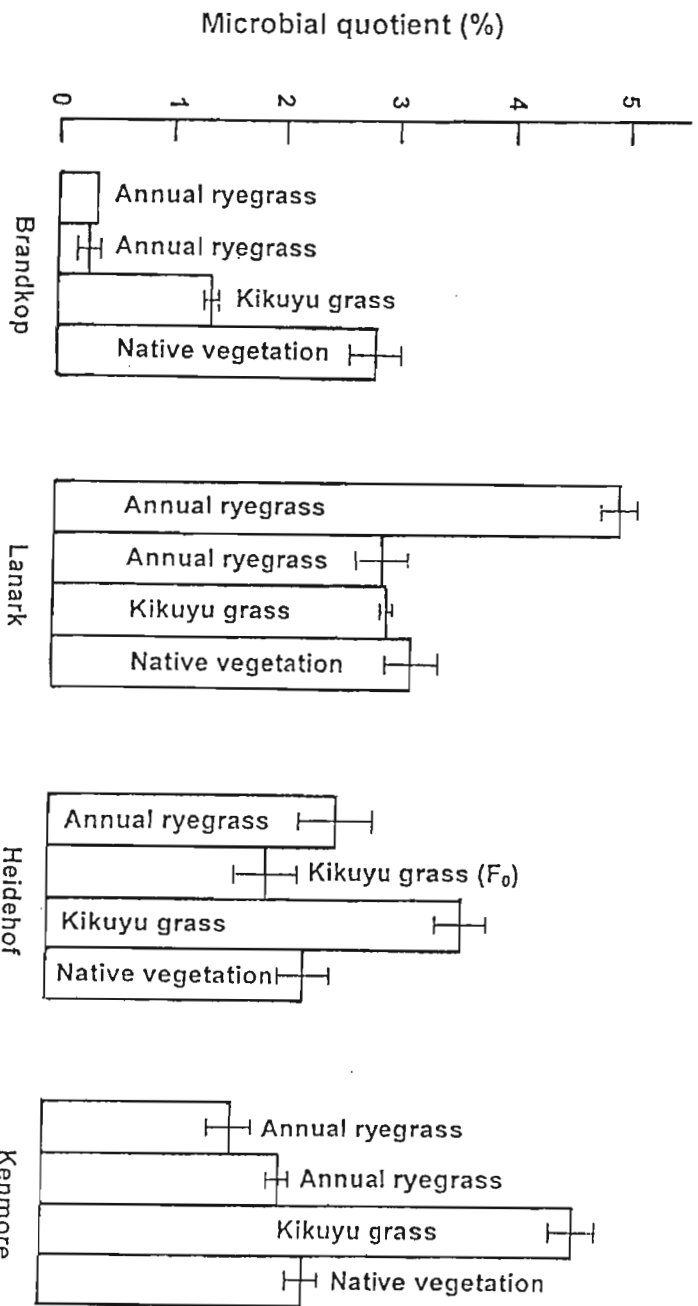 Microbial quotient (%)
0 1 2 3 4 5
Brandkop
Annual ryegrass
Annual ryegrass
Kikuyu grass
Native vegetation
Lanark
Annual ryegrass
Annual ryegrass
Kikuyu grass
Native vegetation
Heidehof
Annual ryegrass
Kikuyu grass (F₀)
Kikuyu grass
Native vegetation
Kenmore
Annual ryegrass
Annual ryegrass
Kikuyu grass
Native vegetation